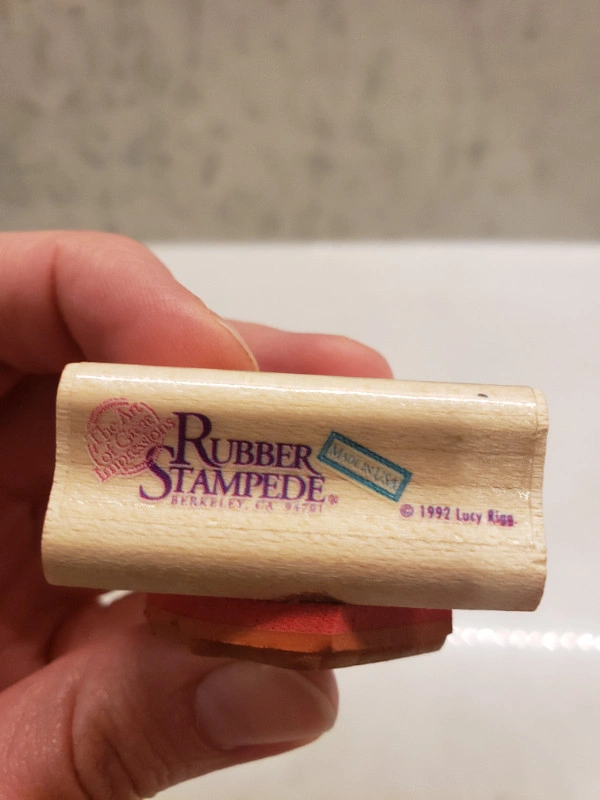 The Art
of Great
Impressions
RUBBER
STAMPEDE®
BERKELEY, CA 94701
MADE IN USA
© 1992 Lucy Rigg.